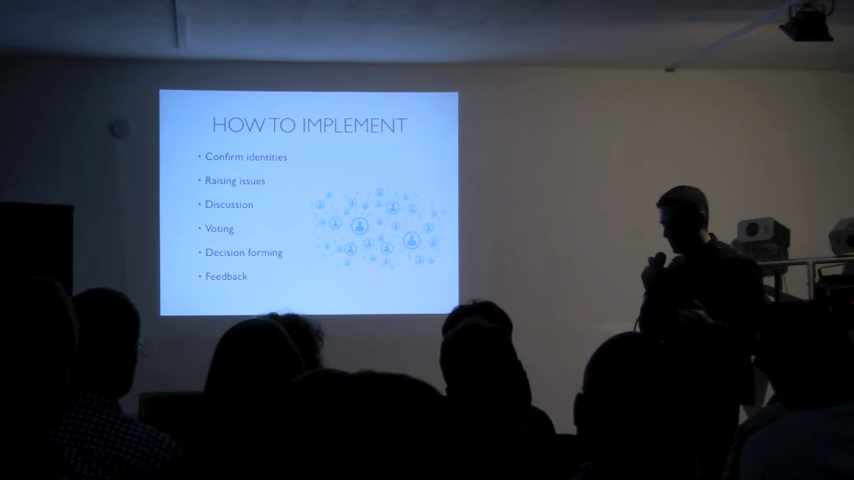 HOW TO IMPLEMENT
• Confirm identities
• Raising issues
• Discussion
• Voting
• Decision forming
• Feedback